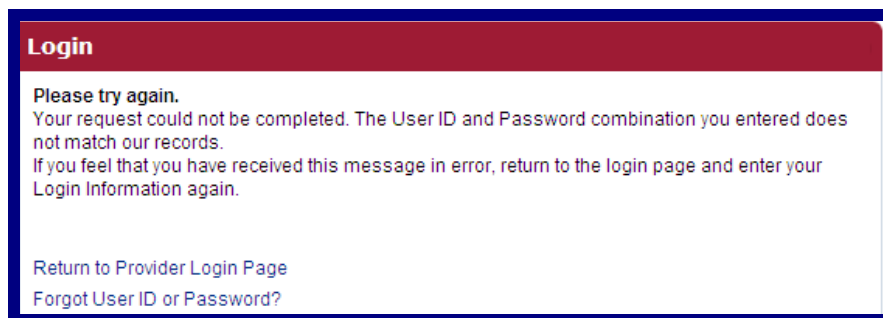 Login
Please try again.
Your request could not be completed. The User ID and Password combination you entered does
not match our records.
If you feel that you have received this message in error, return to the login page and enter your
Login Information again.
Return to Provider Login Page
Forgot User ID or Password?